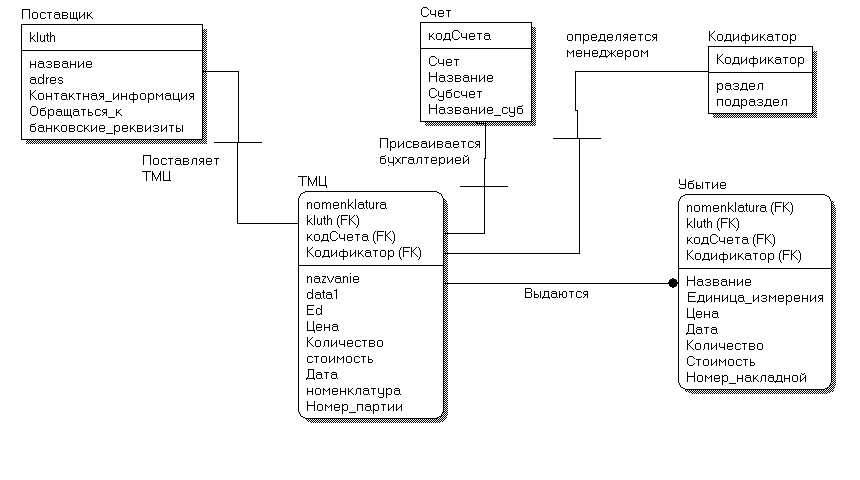 Поставщик
kluth
название
adres
Контактная_информация
Обращаться_к
банковские_реквизиты
Счет
кодСчета
Счет
Название
Субсчет
Название_суб
определяется
менеджером
Кодификатор
Кодификатор
раздел
подраздел
Поставляет
ТМЦ
Присваивается
бухгалтерией
ТМЦ
nomenklatura
kluth (FK)
кодСчета (FK)
Кодификатор (FK)
nazvanie
data1
Ed
Цена
Количество
стоимость
Дата
номенклатура
Номер_партии
Выдаются
Убытие
nomenklatura (FK)
kluth (FK)
кодСчета (FK)
Кодификатор (FK)
Название
Единица_измерения
Цена
Дата
Количество
Стоимость
Номер_накладной